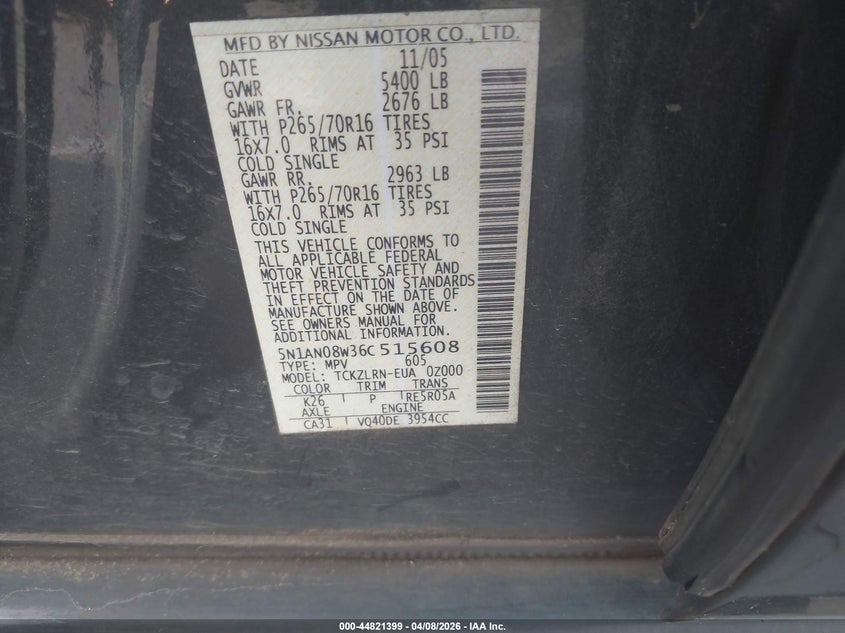 MFD BY NISSAN MOTOR CO., LTD.
DATE 11/05
GVWR 5400 LB
GAWR FR. 2676 LB
WITH P265/70R16 TIRES
16X7.0 RIMS AT 35 PSI
COLD SINGLE
GAWR RR 2963 LB
WITH P265/70R16 TIRES
16X7.0 RIMS AT 35 PSI
COLD SINGLE
THIS VEHICLE CONFORMS TO
ALL APPLICABLE FEDERAL
MOTOR VEHICLE SAFETY AND
THEFT PREVENTION STANDARDS
IN EFFECT ON THE DATE OF
MANUFACTURE SHOWN ABOVE.
SEE OWNERS MANUAL FOR
ADDITIONAL INFORMATION.
5N1AN08W36C515608
TYPE: MPV 605
MODEL: TCKZLRN-EUA 0Z000
COLOR TRIM TRANS
K26 P RE5R05A
AXLE ENGINE
CA31 VQ40DE 3954CC
000-44821399 | 04/08/2026 - IAA Inc.